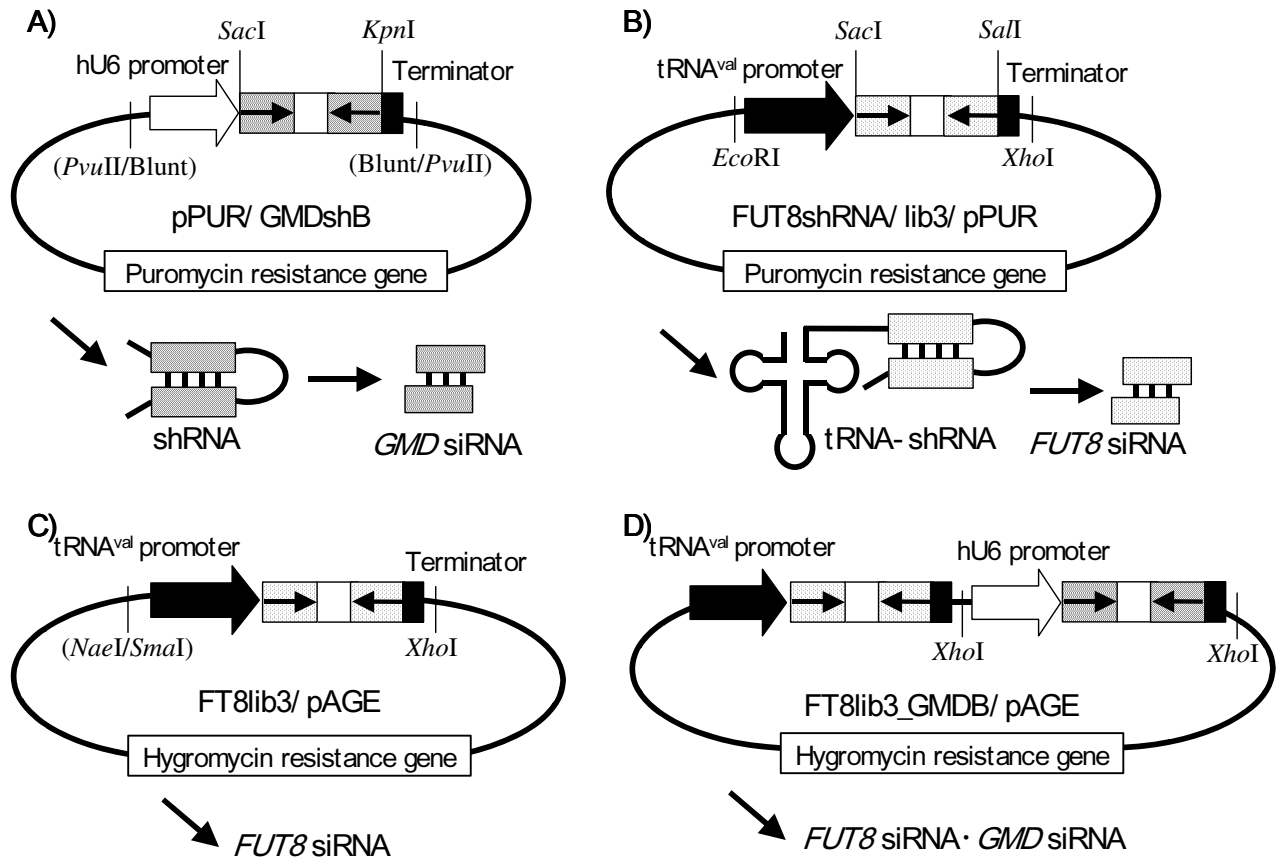 A)
SacI
KpnI
hU6 promoter
Terminator
(PvuII/Blunt)
(Blunt/PvuII)
pPUR/ GMDshB
Puromycin resistance gene
shRNA
GMD siRNA
B)
SacI
SalI
tRNAval promoter
Terminator
EcoRI
XhoI
FUT8shRNA/ lib3/ pPUR
Puromycin resistance gene
tRNA- shRNA
FUT8 siRNA
C)
tRNAval promoter
Terminator
(NaeI/SmaI)
XhoI
FT8lib3/ pAGE
Hygromycin resistance gene
FUT8 siRNA
D)
tRNAval promoter
hU6 promoter
XhoI
XhoI
FT8lib3_GMDB/ pAGE
Hygromycin resistance gene
FUT8 siRNA· GMD siRNA